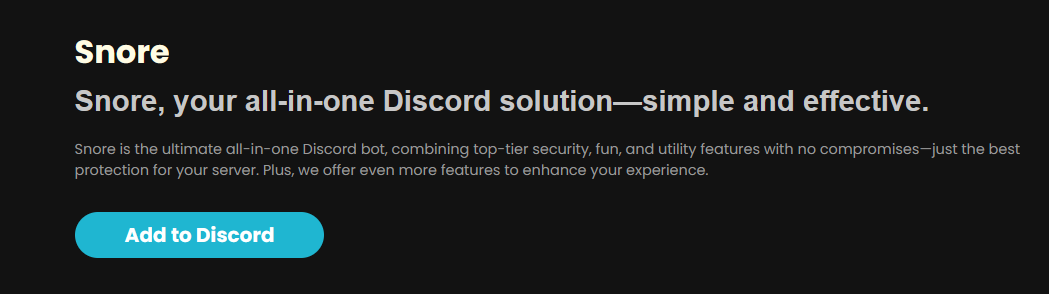 Snore
Snore, your all-in-one Discord solution—simple and effective.
Snore is the ultimate all-in-one Discord bot, combining top-tier security, fun, and utility features with no compromises—just the best
protection for your server. Plus, we offer even more features to enhance your experience.
Add to Discord